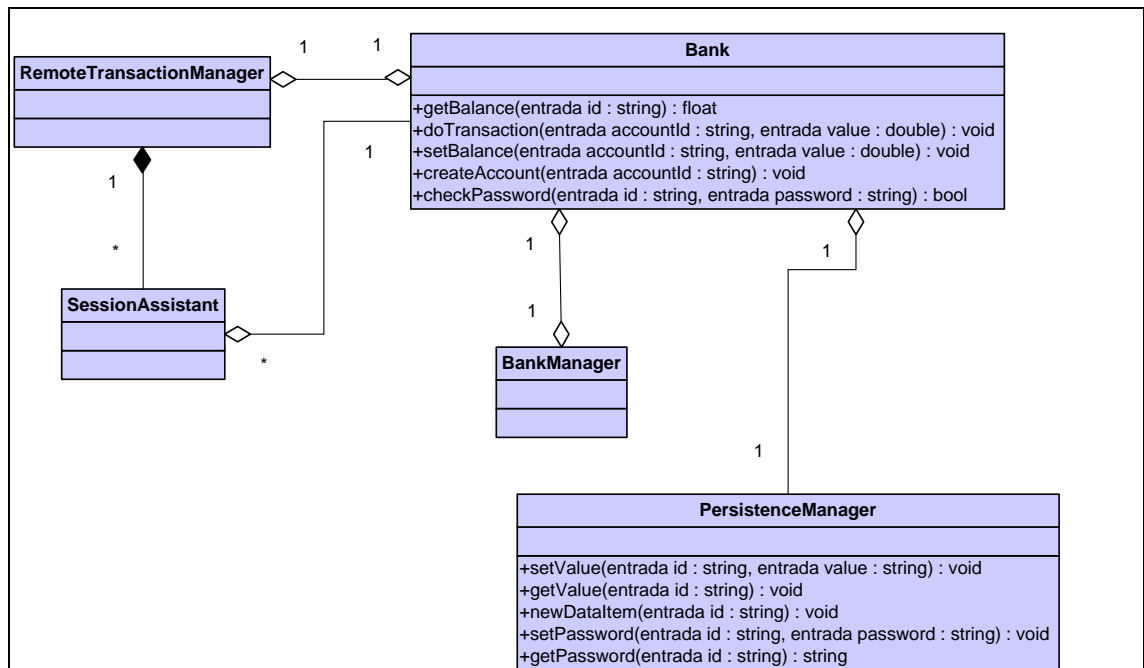 1
1
Bank
RemoteTransactionManager
+getBalance(entrada id : string) : float
+doTransaction(entrada accountId : string, entrada value : double) : void
+setBalance(entrada accountId : string, entrada value : double) : void
+createAccount(entrada accountId : string) : void
+checkPassword(entrada id : string, entrada password : string) : bool
1
1
*
1
1
SessionAssistant
*
1
BankManager
1
PersistenceManager
+setValue(entrada id : string, entrada value : string) : void
+getValue(entrada id : string) : void
+newDataItem(entrada id : string) : void
+setPassword(entrada id : string, entrada password : string) : void
+getPassword(entrada id : string) : string